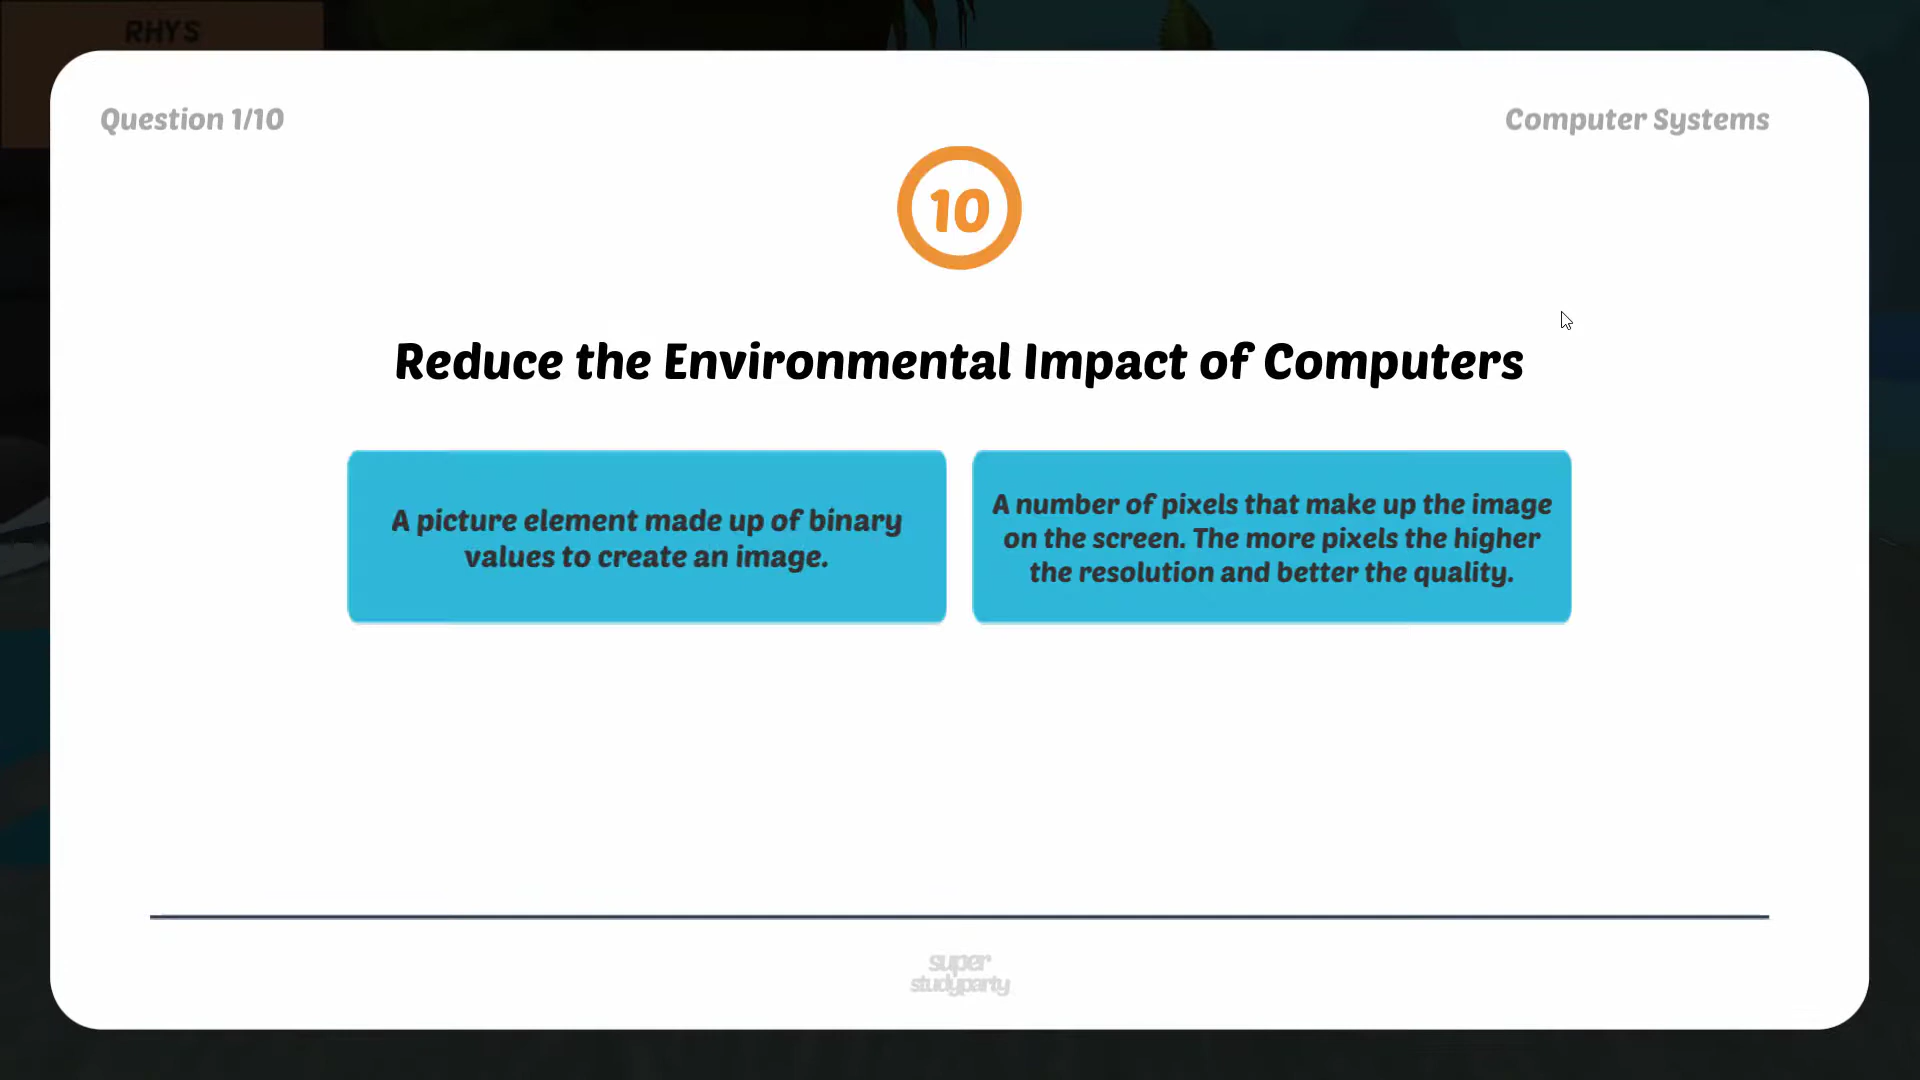 RHYS
Question 1/10
Computer Systems
10
Reduce the Environmental Impact of Computers
A picture element made up of binary
values to create an image.
A number of pixels that make up the image
on the screen. The more pixels the higher
the resolution and better the quality.
super
studyparty